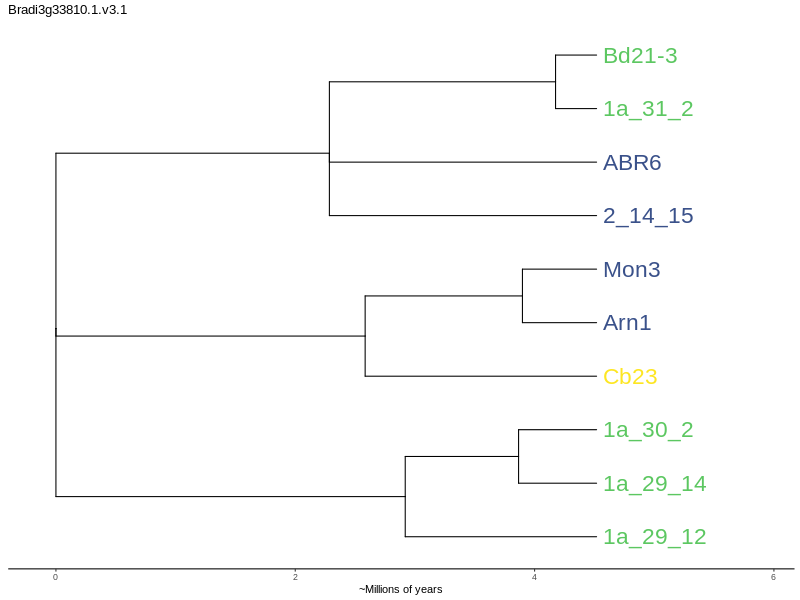 Bradi3g33810.1.v3.1
Bd21-3
1a_31_2
ABR6
2_14_15
Mon3
Arn1
Cb23
1a_30_2
1a_29_14
1a_29_12
0 2 4 6
~Millions of years